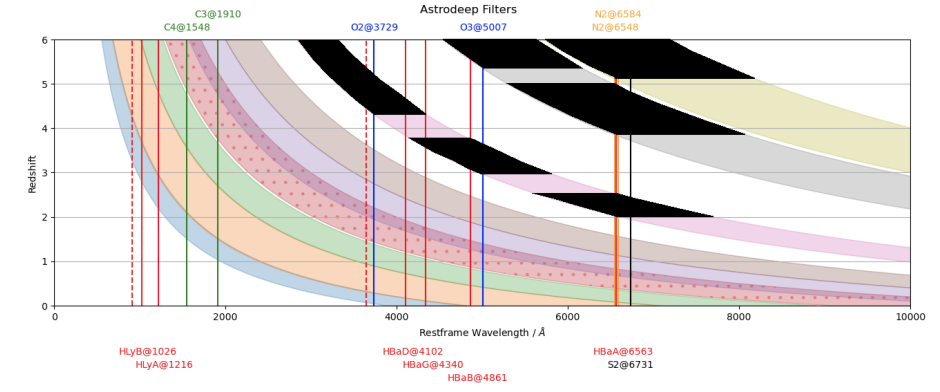 Astrodeep Filters
C3@1910
N2@6584
C4@1548
O2@3729
O3@5007
N2@6548
6
5
4
3
2
1
0
Redshift
0
2000
4000
6000
8000
10000
Restframe Wavelength / Å
HLyB@1026
HBaD@4102
HBaA@6563
HLyA@1216
HBaG@4340
S2@6731
HBaB@4861